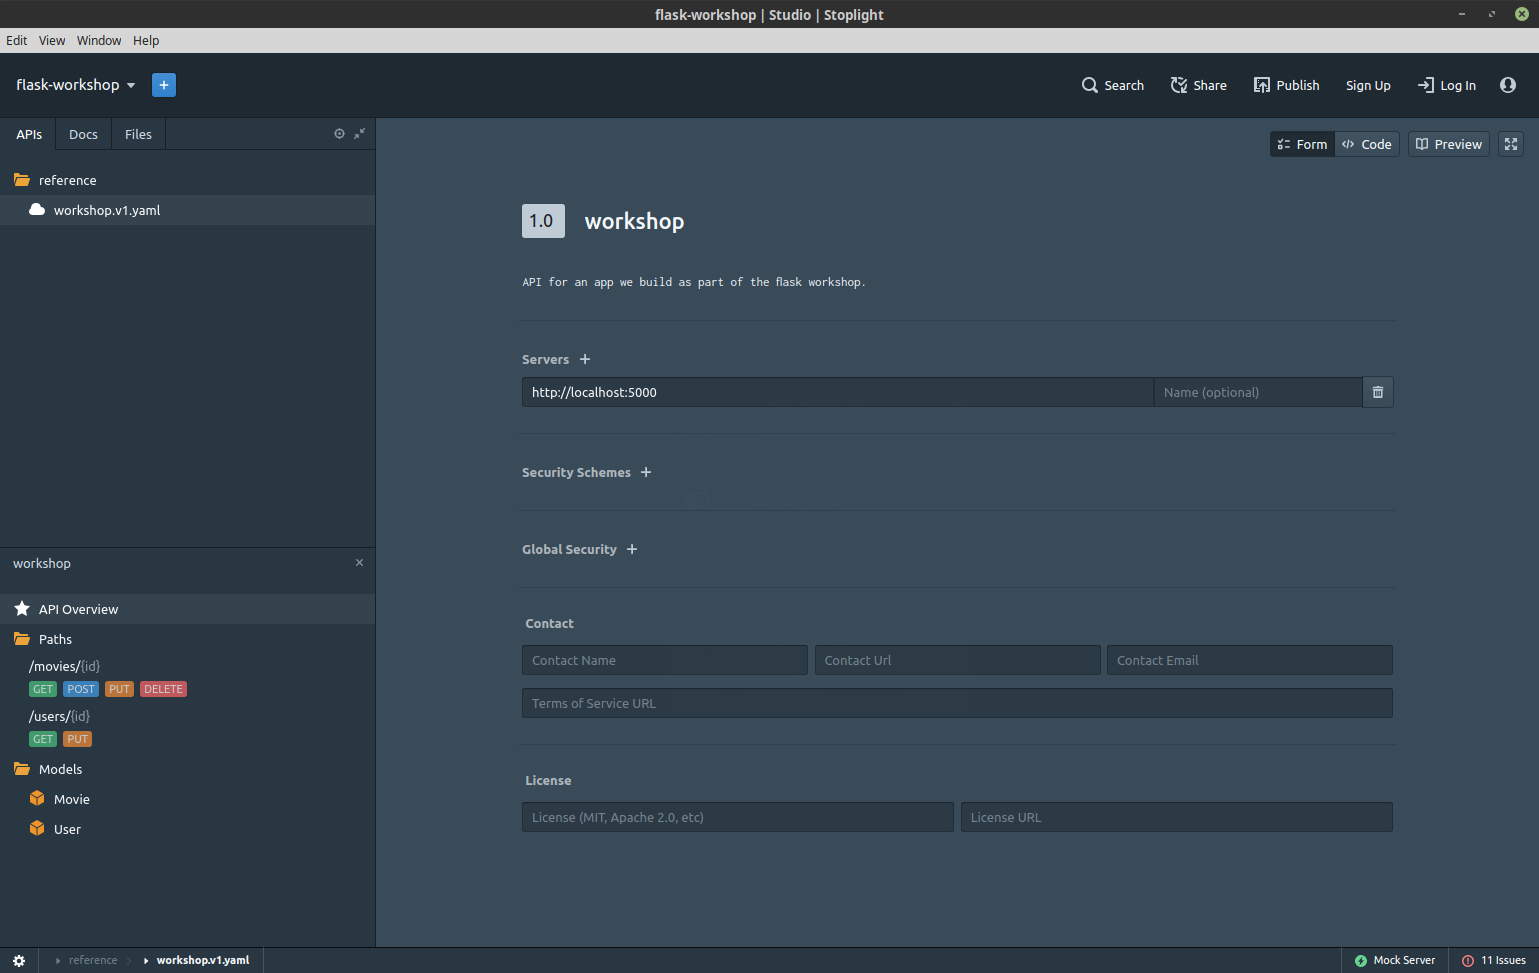 flask-workshop | Studio | Stoplight
Edit View Window Help
flask-workshop +
Search Share Publish Sign Up Log In
APIs Docs Files
Form Code Preview
reference
workshop.v1.yaml
1.0 workshop
API for an app we build as part of the flask workshop.
Servers +
http://localhost:5000 Name (optional)
Security Schemes +
Global Security +
Contact
Contact Name Contact Url Contact Email
Terms of Service URL
License
License (MIT, Apache 2.0, etc) License URL
workshop
API Overview
Paths
/movies/{id}
GET POST PUT DELETE
/users/{id}
GET PUT
Models
Movie
User
reference workshop.v1.yaml
Mock Server 11 Issues